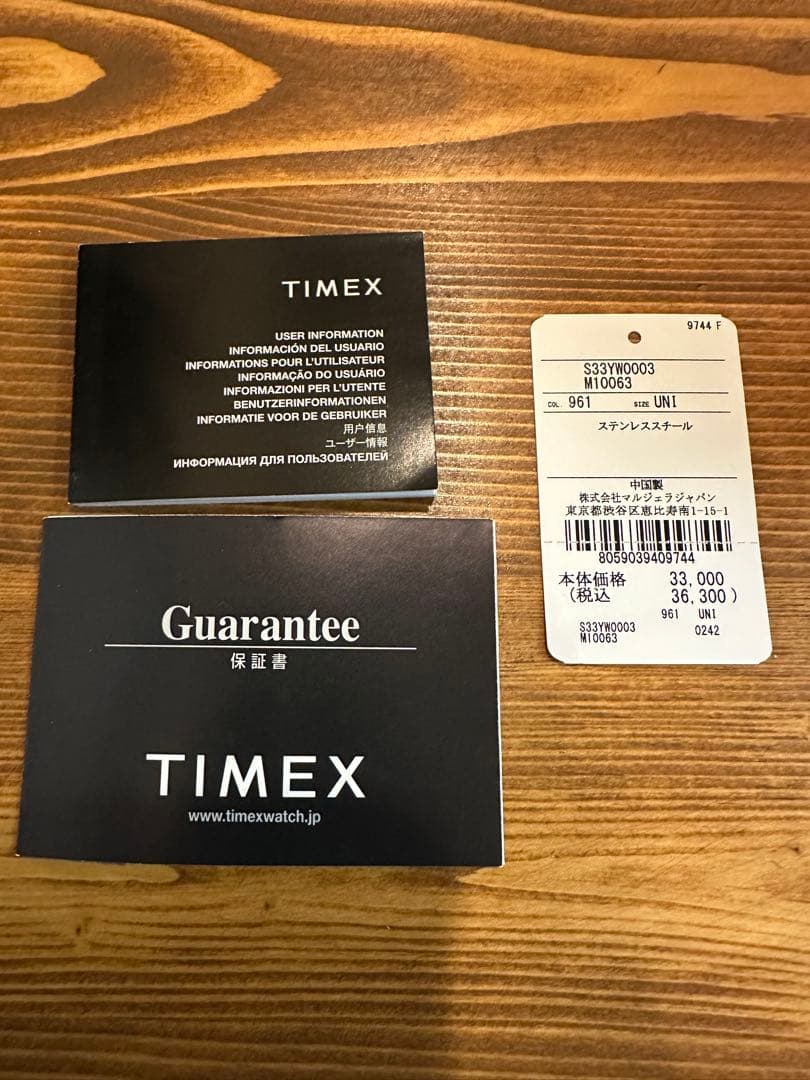 TIMEX
USER INFORMATION
INFORMACIÓN DEL USUARIO
INFORMATIONS POUR L'UTILISATEUR
INFORMAÇÃO DO USUÁRIO
INFORMAZIONI PER L'UTENTE
BENUTZERINFORMATIONEN
INFORMATIE VOOR DE GEBRUIKER
用户信息
ユーザー情報
ИНФОРМАЦИЯ ДЛЯ ПОЛЬЗОВАТЕЛЕЙ
Guarantee
保証書
TIMEX
www.timexwatch.jp
9744 F
S33YW0003
M10063
COL. 961 SIZE UNI
ステンレススチール
中国製
株式会社マルジェラジャパン
東京都渋谷区恵比寿南1-15-1
8059039409744
本体価格 33,000
(税込 36,300)
961 UNI
S33YW0003
M10063 0242